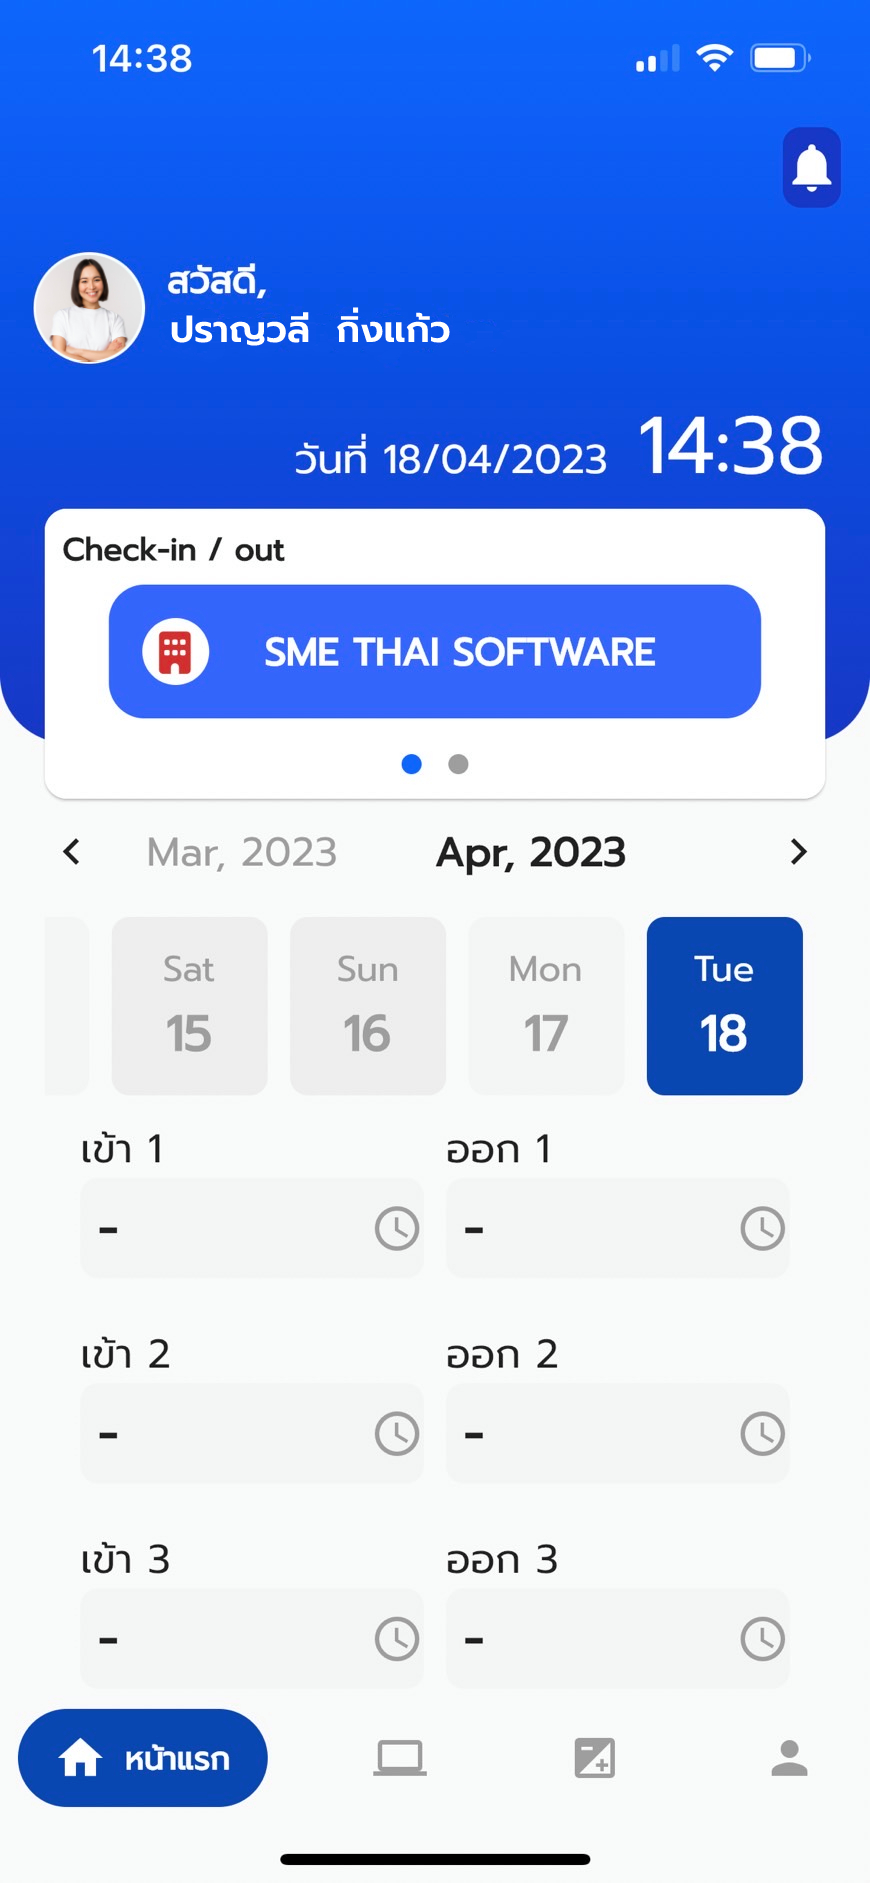 14:38
สวัสดี,
ปราญวลี  กิ่งแก้ว
วันที่ 18/04/2023 14:38
Check-in / out
SME THAI SOFTWARE
Mar, 2023 Apr, 2023
Sat Sun Mon Tue
15 16 17 18
เข้า 1 ออก 1
- -
เข้า 2 ออก 2
- -
เข้า 3 ออก 3
- -
หน้าแรก